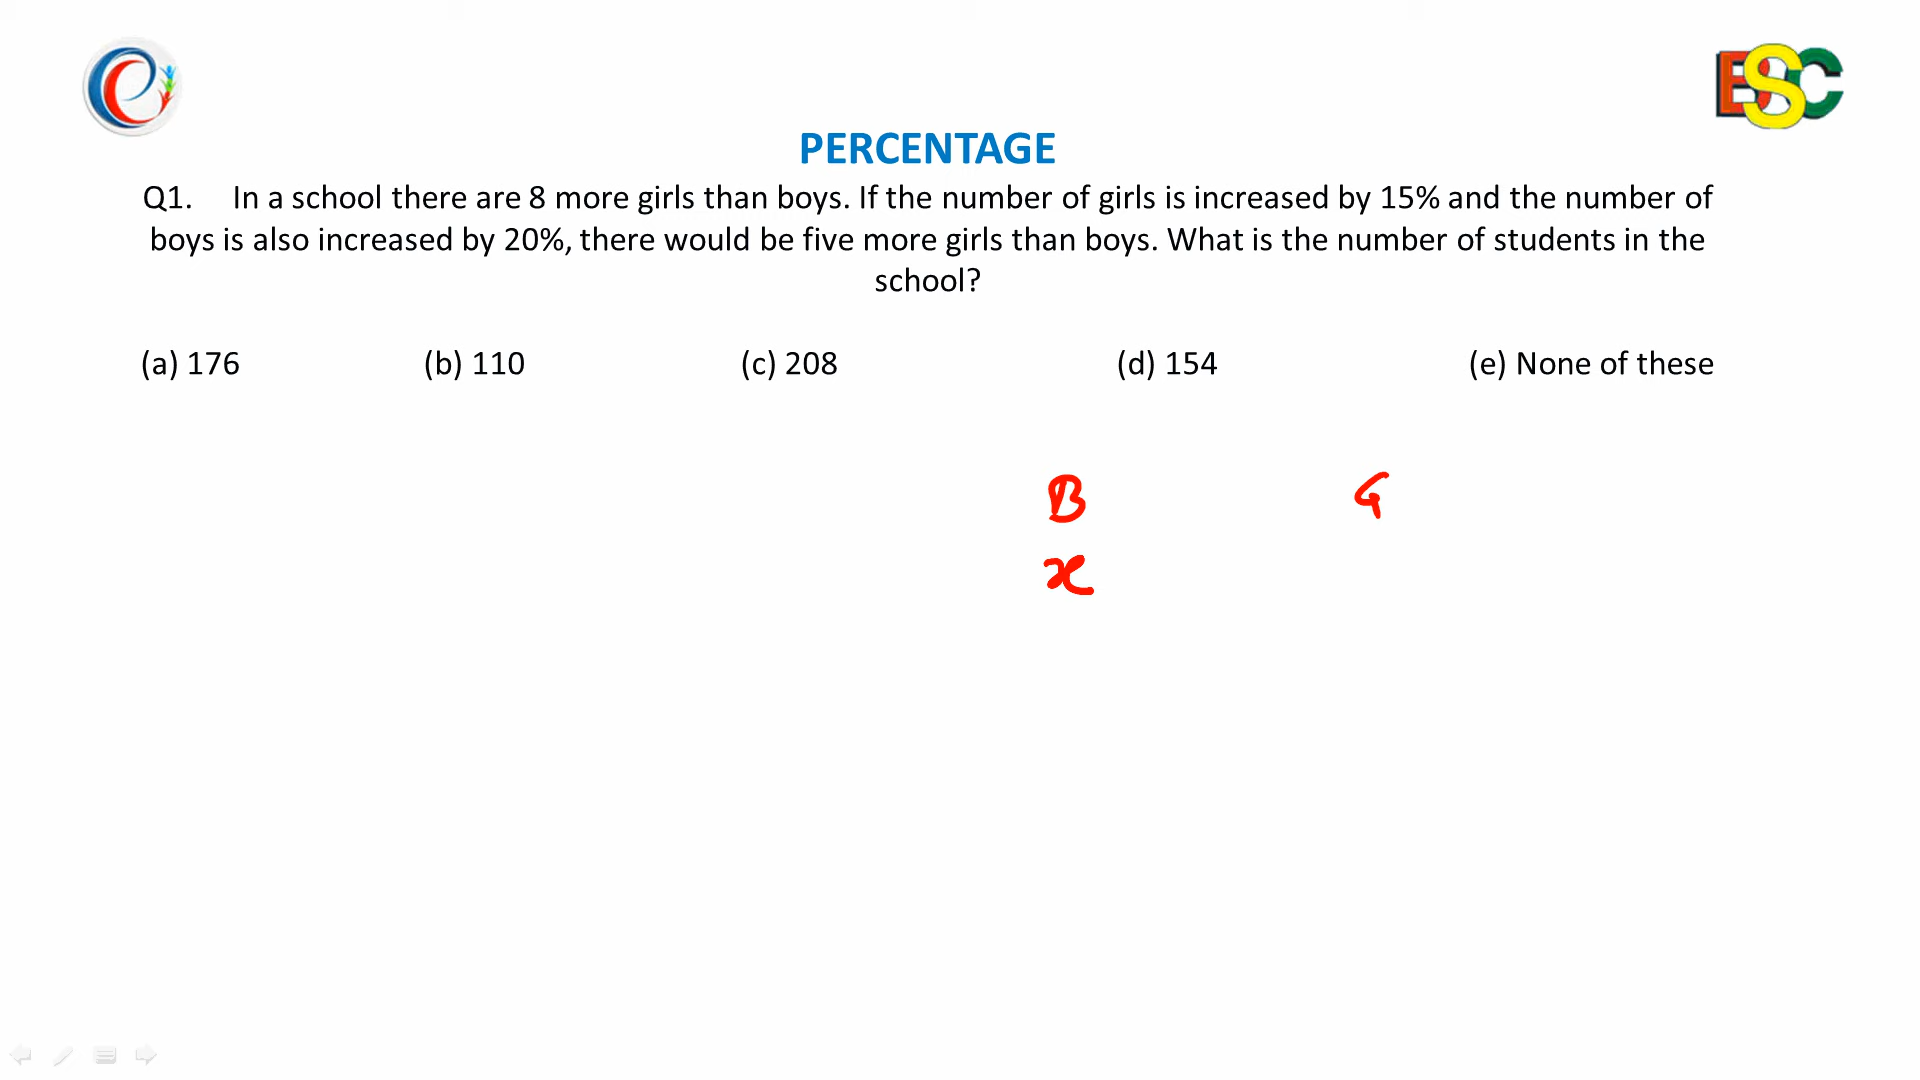 BSC
PERCENTAGE
Q1. In a school there are 8 more girls than boys. If the number of girls is increased by 15% and the number of
boys is also increased by 20%, there would be five more girls than boys. What is the number of students in the
school?
(a) 176 (b) 110 (c) 208 (d) 154 (e) None of these
B G
x